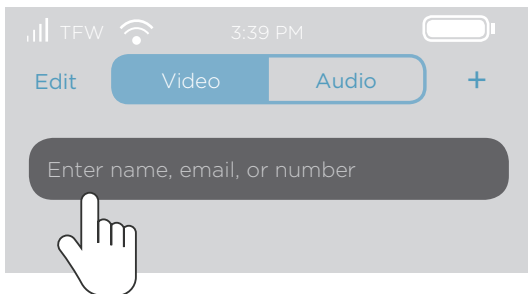 TFW 3:39 PM
Edit Video Audio +
Enter name, email, or number